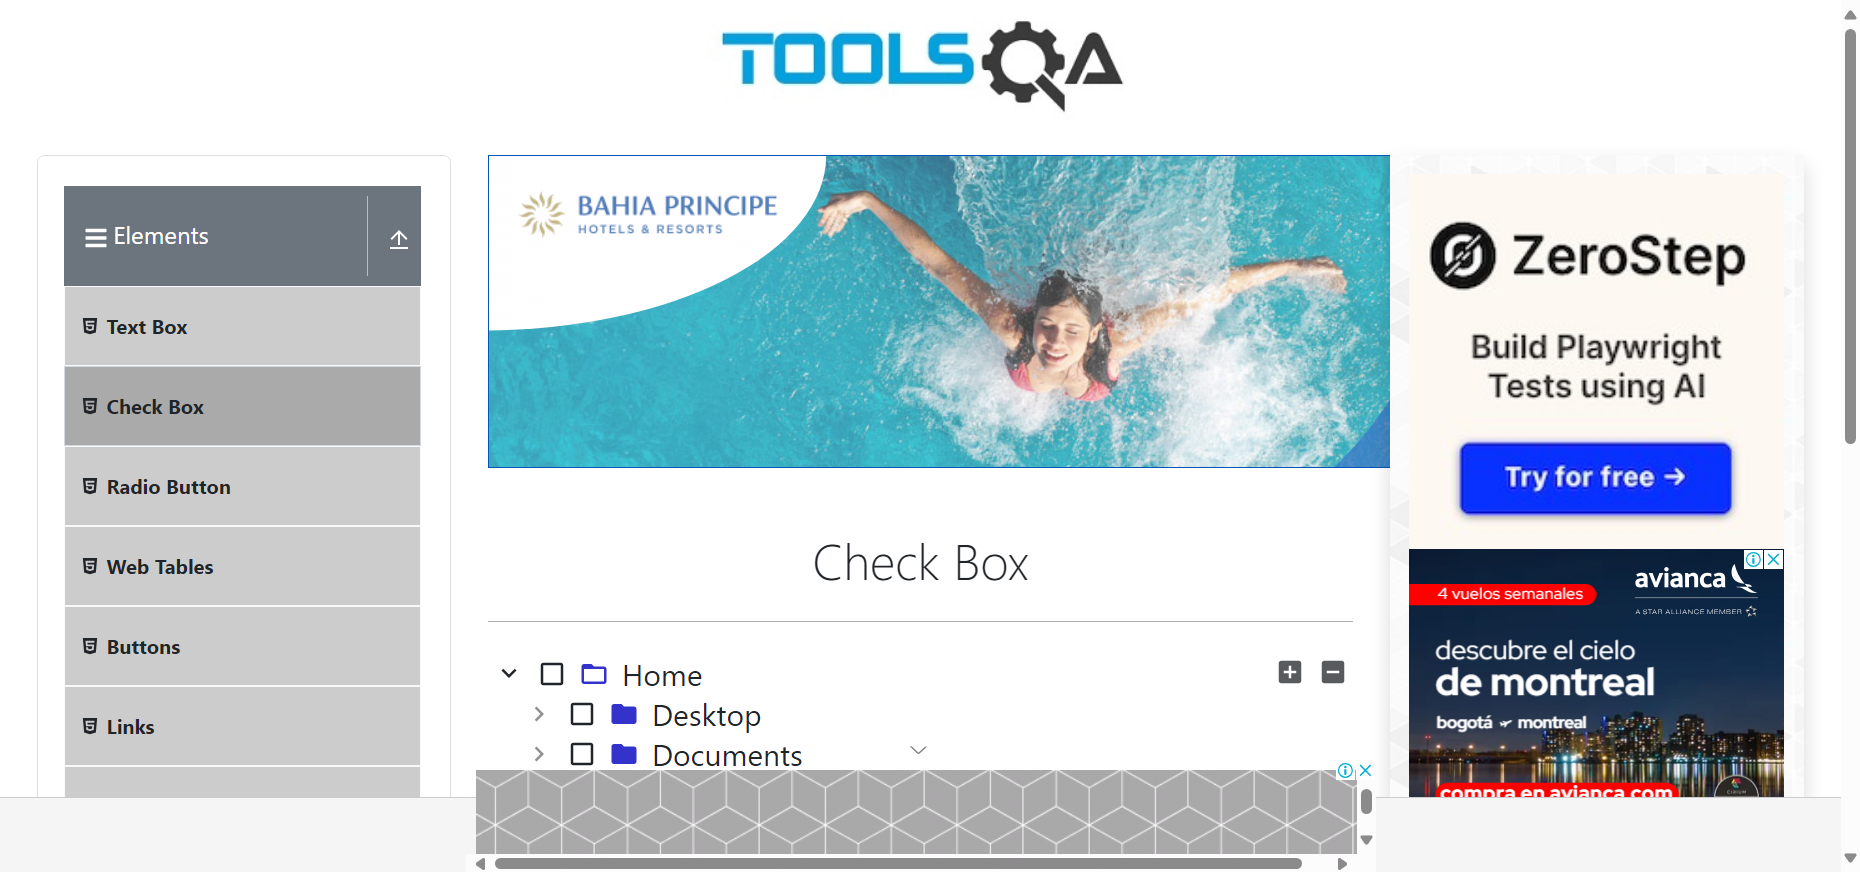 TOOLSQA
Elements
Text Box
Check Box
Radio Button
Web Tables
Buttons
Links
BAHIA PRINCIPE
HOTELS & RESORTS
Check Box
Home
Desktop
Documents
ZeroStep
Build Playwright
Tests using AI
Try for free →
4 vuelos semanales
avianca
A STAR ALLIANCE MEMBER
descubre el cielo
de montreal
bogotá montreal
compra en avianca.com